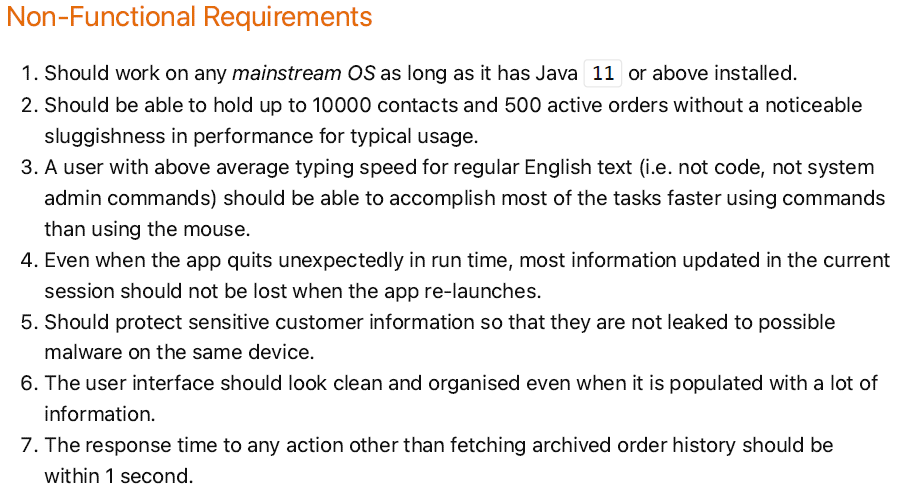 Non-Functional Requirements
1. Should work on any mainstream OS as long as it has Java 11 or above installed.
2. Should be able to hold up to 10000 contacts and 500 active orders without a noticeable
sluggishness in performance for typical usage.
3. A user with above average typing speed for regular English text (i.e. not code, not system
admin commands) should be able to accomplish most of the tasks faster using commands
than using the mouse.
4. Even when the app quits unexpectedly in run time, most information updated in the current
session should not be lost when the app re-launches.
5. Should protect sensitive customer information so that they are not leaked to possible
malware on the same device.
6. The user interface should look clean and organised even when it is populated with a lot of
information.
7. The response time to any action other than fetching archived order history should be
within 1 second.